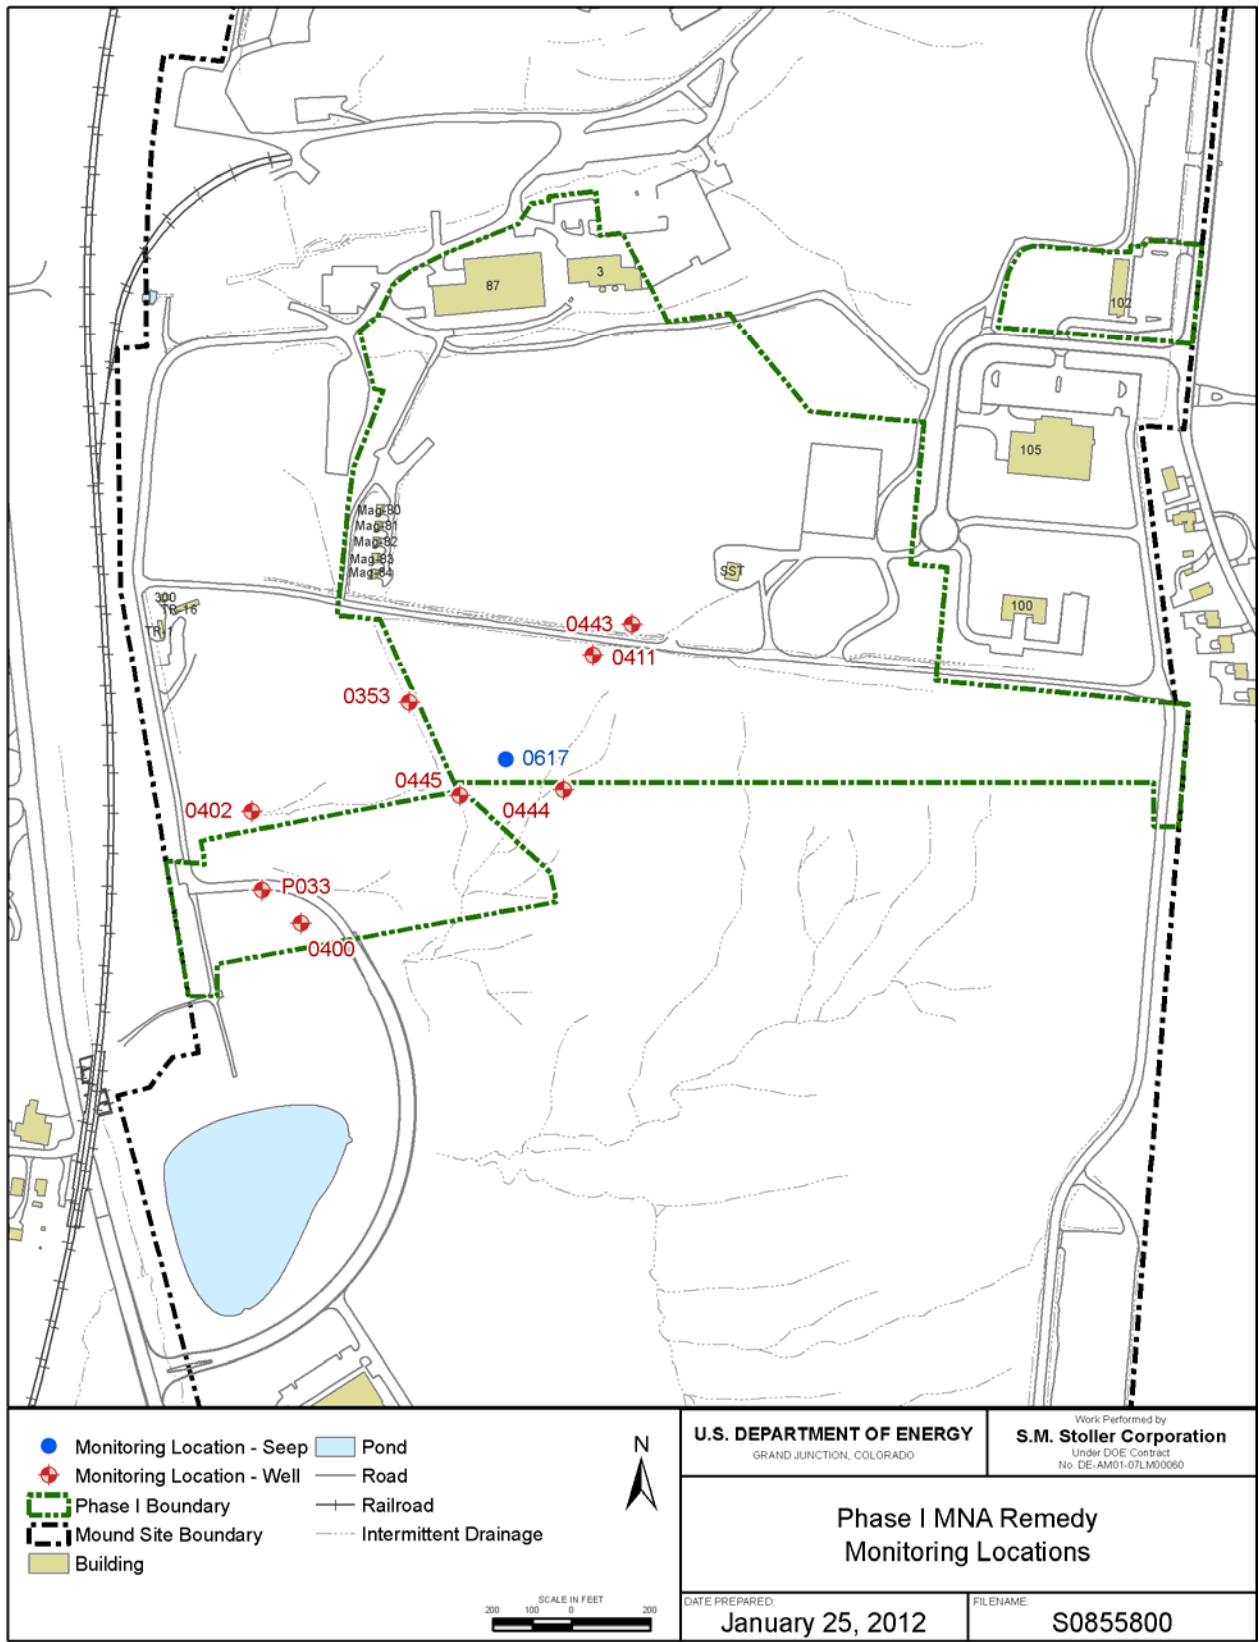 87
3
102
105
Mag-80
Mag-81
Mag-82
Mag-83
Mag-84
SST
300
TR-16
TR-1
100
0443
0411
0353
0617
0445
0444
0402
P033
0400
Monitoring Location - Seep
Monitoring Location - Well
Phase I Boundary
Mound Site Boundary
Building
Pond
Road
Railroad
Intermittent Drainage
N
SCALE IN FEET
200 100 0 200
U.S. DEPARTMENT OF ENERGY
GRAND JUNCTION, COLORADO
Work Performed by
S.M. Stoller Corporation
Under DOE Contract
No. DE-AM01-07LM00060
Phase I MNA Remedy
Monitoring Locations
DATE PREPARED:
January 25, 2012
FILENAME:
S0855800